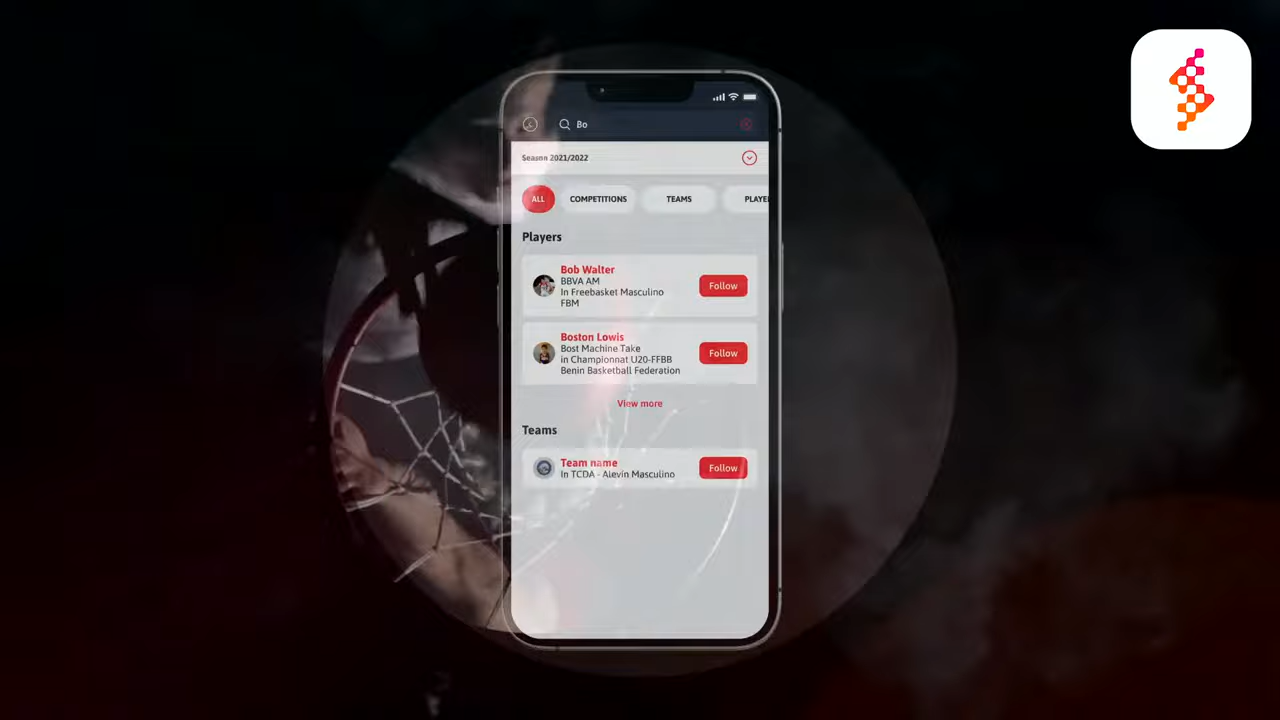 Bo
Season 2021/2022
ALL
COMPETITIONS
TEAMS
PLAYE
Players
Bob Walter
BBVA AM
In Freebasket Masculino
FBM
Follow
Boston Lowis
Bost Machine Take
in Championnat U20-FFBB
Benin Basketball Federation
Follow
View more
Teams
Team name
In TCDA - Alevín Masculino
Follow